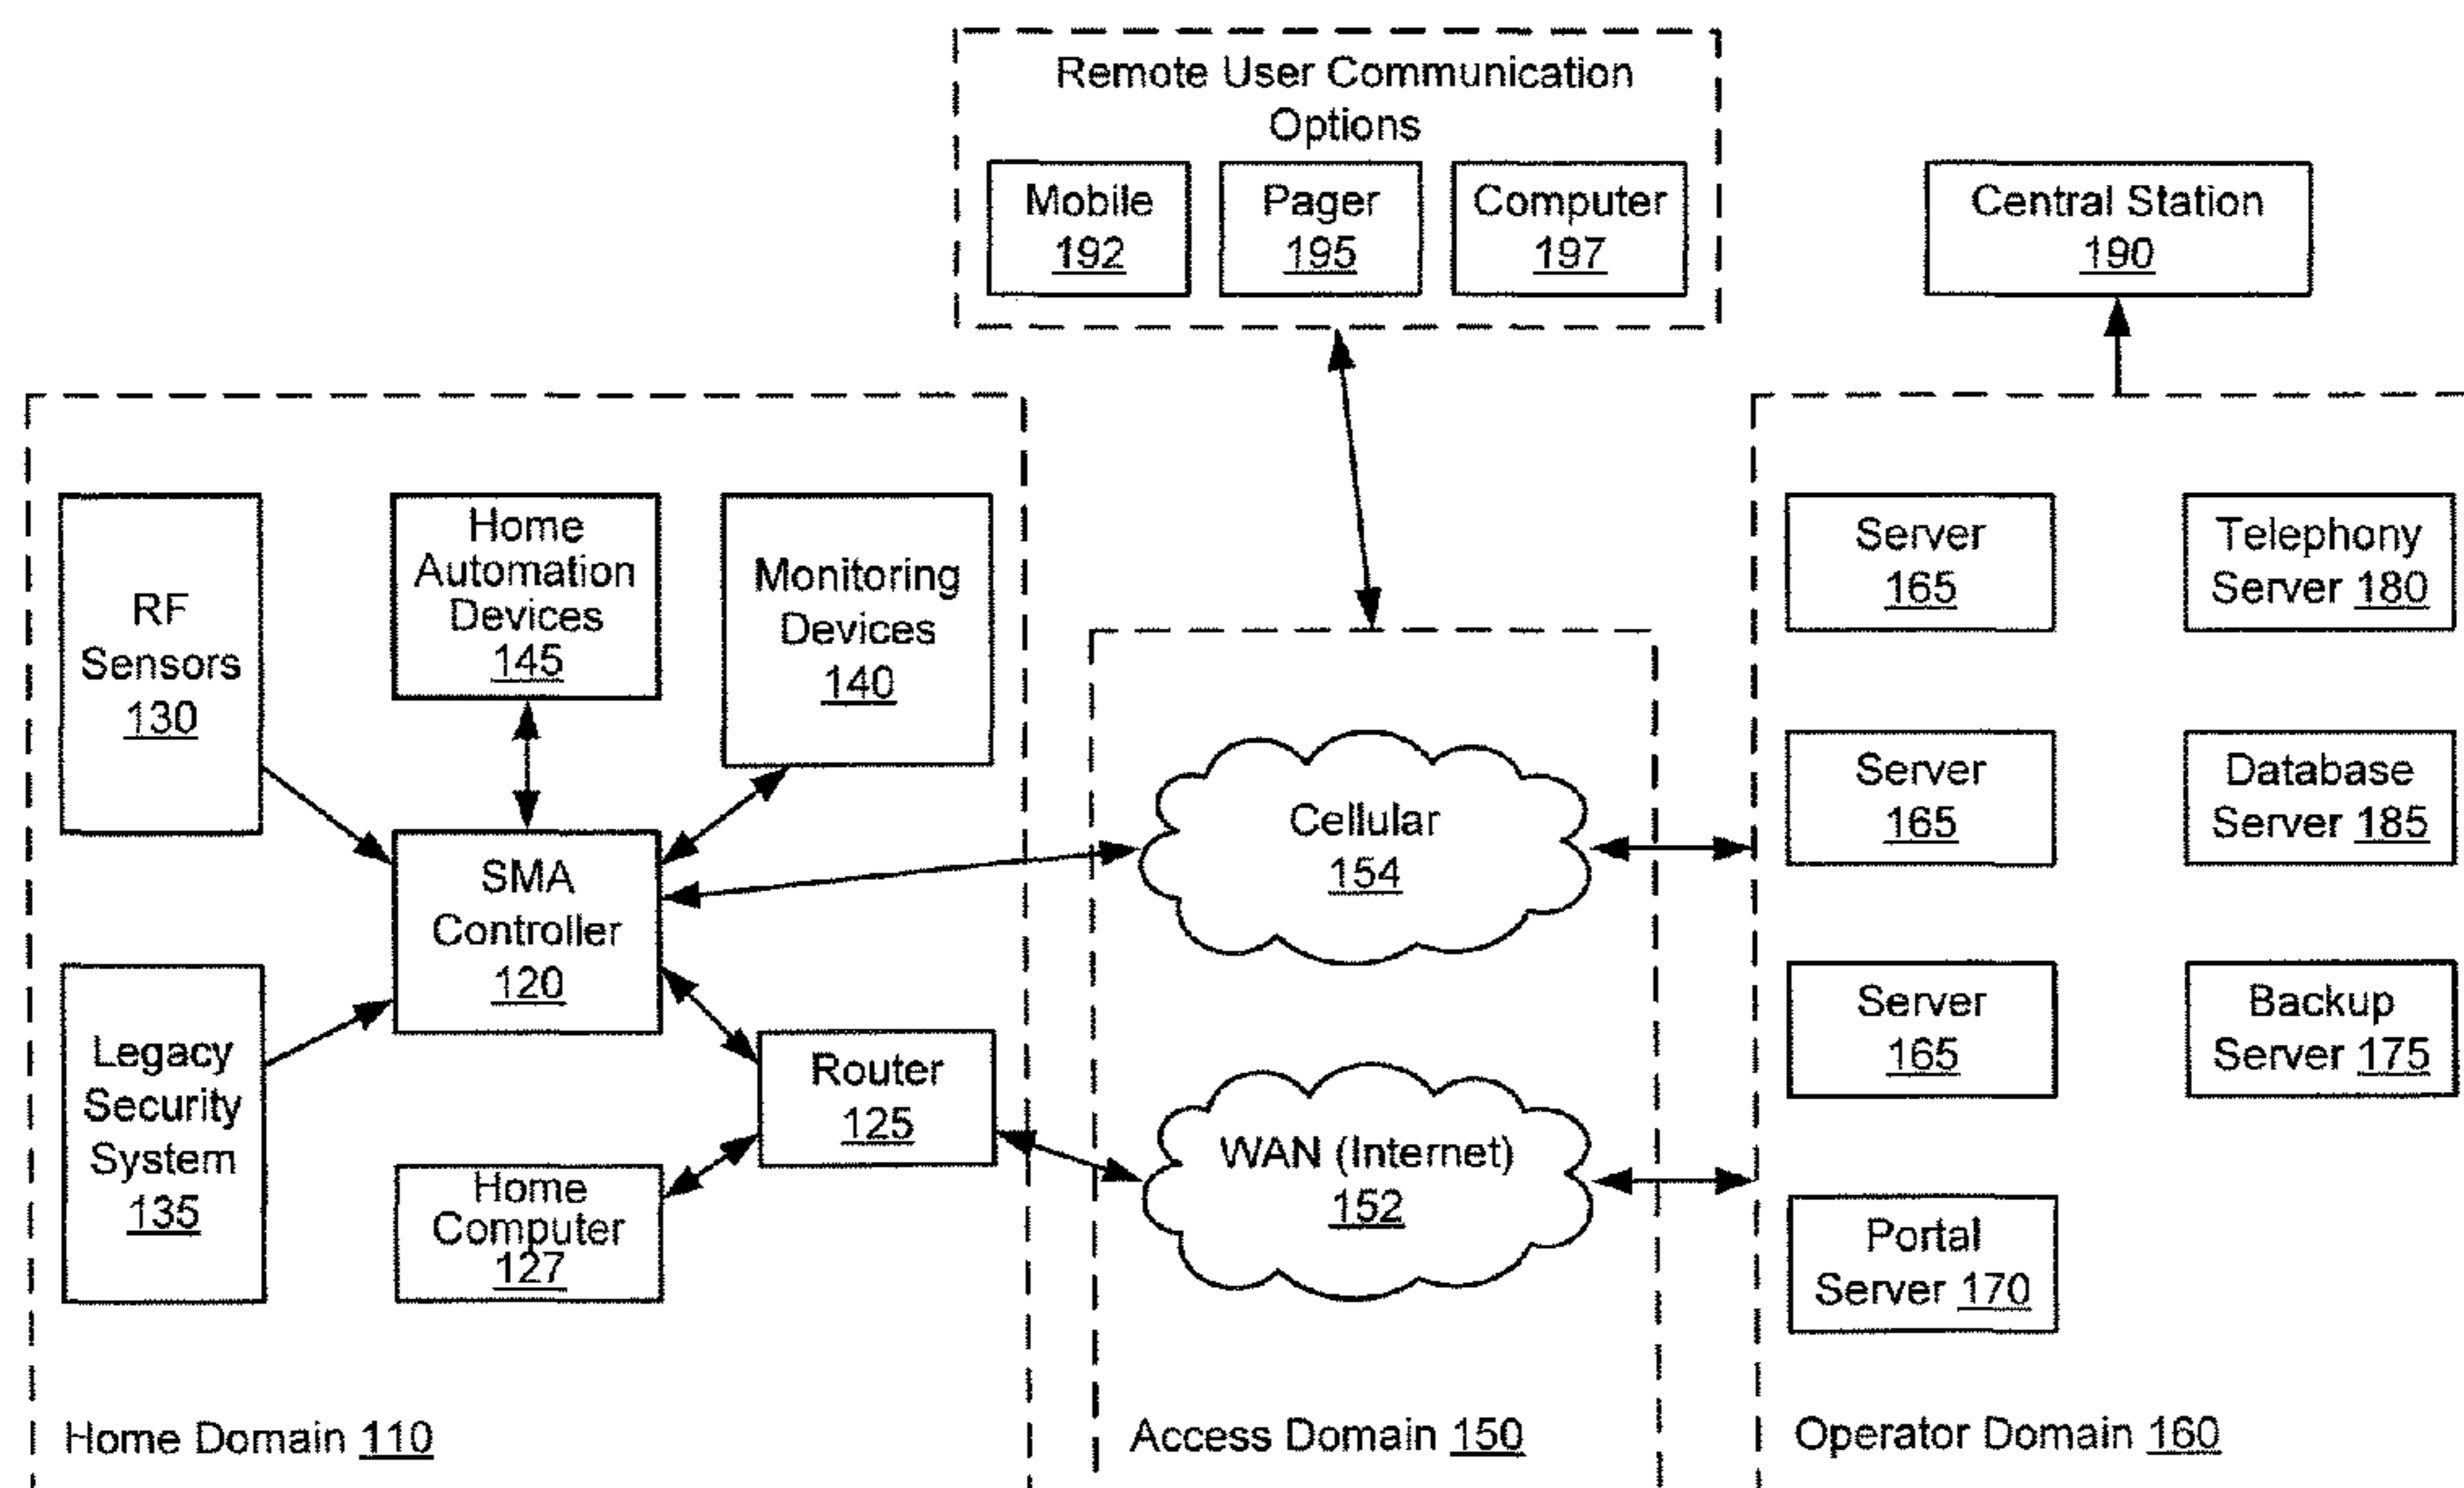 Remote User Communication
Options
Mobile
192
Pager
195
Computer
197
Central Station
190
RF
Sensors
130
Home
Automation
Devices
145
Monitoring
Devices
140
SMA
Controller
120
Legacy
Security
System
135
Router
125
Home
Computer
127
Home Domain 110
Cellular
154
WAN (Internet)
152
Access Domain 150
Server
165
Telephony
Server 180
Server
165
Database
Server 185
Server
165
Backup
Server 175
Portal
Server 170
Operator Domain 160